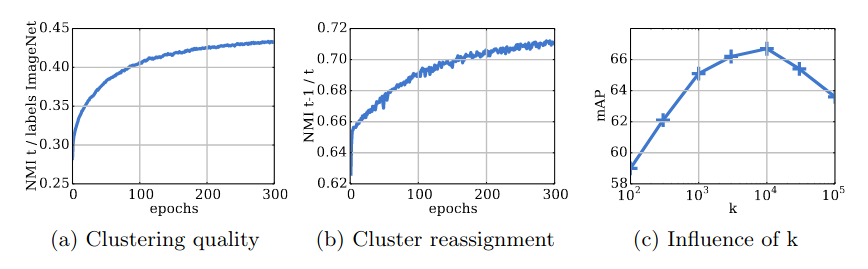 0.45
0.40
0.35
0.30
0.25
0 100 200 300
epochs
NMI t / labels ImageNet
(a) Clustering quality
0.72
0.70
0.68
0.66
0.64
0.62
0 100 200 300
epochs
NMI t-1 / t
(b) Cluster reassignment
66
64
62
60
58
10² 10³ 10⁴ 10⁵
k
mAP
(c) Influence of k